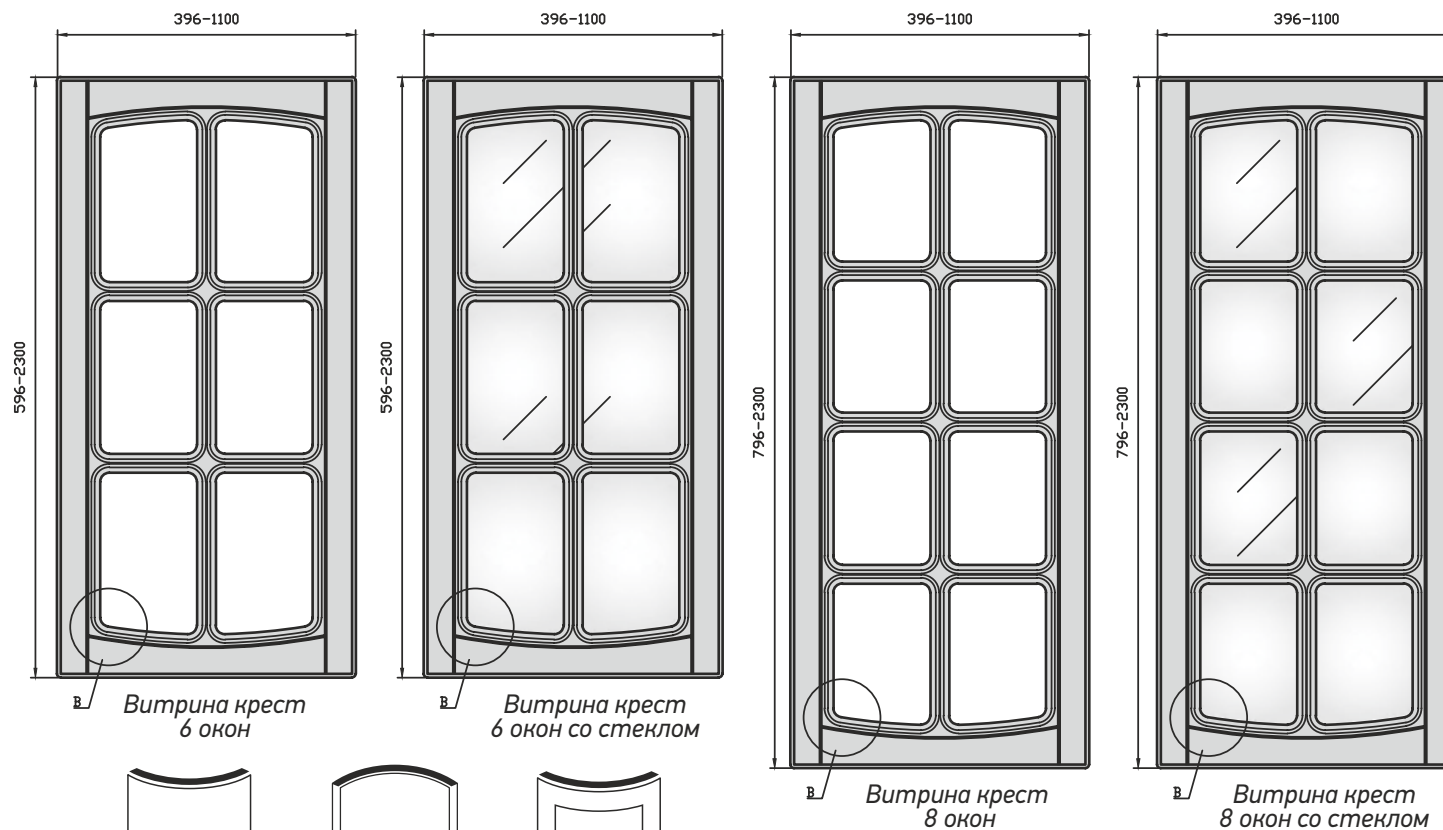 396-1100
396-1100
396-1100
396-1100
596-2300
596-2300
796-2300
796-2300
В
Витрина крест
6 окон
В
Витрина крест
6 окон со стеклом
В
Витрина крест
8 окон
В
Витрина крест
8 окон со стеклом